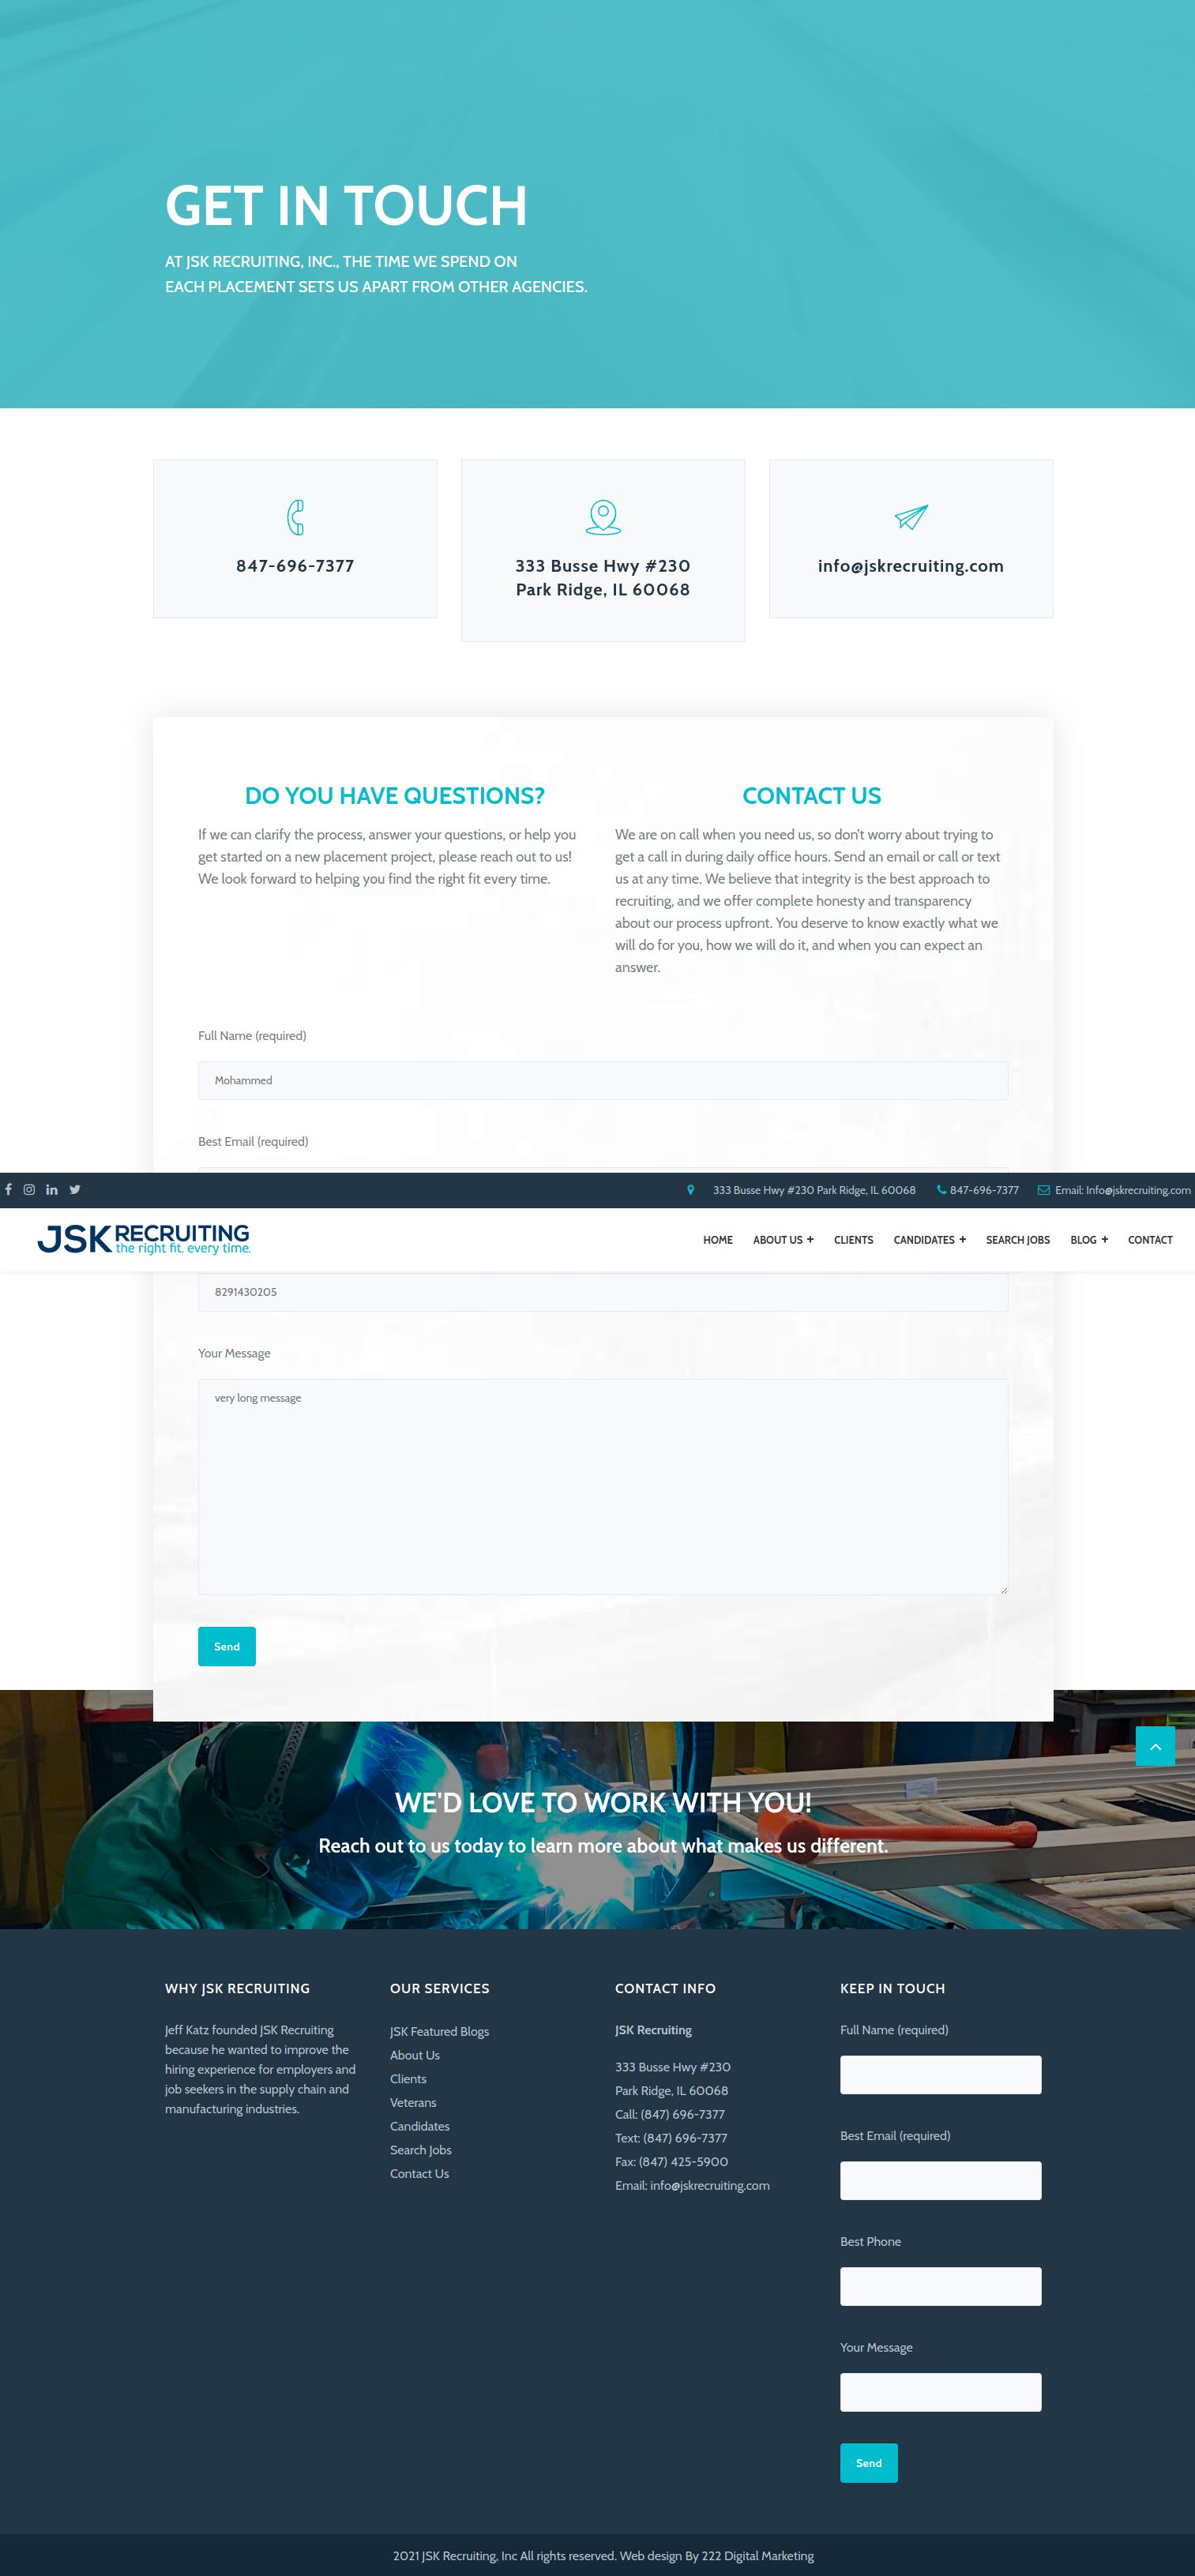 GET IN TOUCH
AT JSK RECRUITING, INC., THE TIME WE SPEND ON
EACH PLACEMENT SETS US APART FROM OTHER AGENCIES.
847-696-7377
333 Busse Hwy #230
Park Ridge, IL 60068
info@jskrecruiting.com
DO YOU HAVE QUESTIONS?
If we can clarify the process, answer your questions, or help you
get started on a new placement project, please reach out to us!
We look forward to helping you find the right fit every time.
CONTACT US
We are on call when you need us, so don't worry about trying to
get a call in during daily office hours. Send an email or call or text
us at any time. We believe that integrity is the best approach to
recruiting, and we offer complete honesty and transparency
about our process upfront. You deserve to know exactly what we
will do for you, how we will do it, and when you can expect an
answer.
Full Name (required)
Mohammed
Best Email (required)
333 Busse Hwy #230 Park Ridge, IL 60068
847-696-7377
Email: Info@jskrecruiting.com
JSK RECRUITING
the right fit. every time.
HOME
ABOUT US +
CLIENTS
CANDIDATES +
SEARCH JOBS
BLOG +
CONTACT
8291430205
Your Message
very long message
Send
WE'D LOVE TO WORK WITH YOU!
Reach out to us today to learn more about what makes us different.
WHY JSK RECRUITING
Jeff Katz founded JSK Recruiting
because he wanted to improve the
hiring experience for employers and
job seekers in the supply chain and
manufacturing industries.
OUR SERVICES
JSK Featured Blogs
About Us
Clients
Veterans
Candidates
Search Jobs
Contact Us
CONTACT INFO
JSK Recruiting
333 Busse Hwy #230
Park Ridge, IL 60068
Call: (847) 696-7377
Text: (847) 696-7377
Fax: (847) 425-5900
Email: info@jskrecruiting.com
KEEP IN TOUCH
Full Name (required)
Best Email (required)
Best Phone
Your Message
Send
2021 JSK Recruiting, Inc All rights reserved. Web design By 222 Digital Marketing